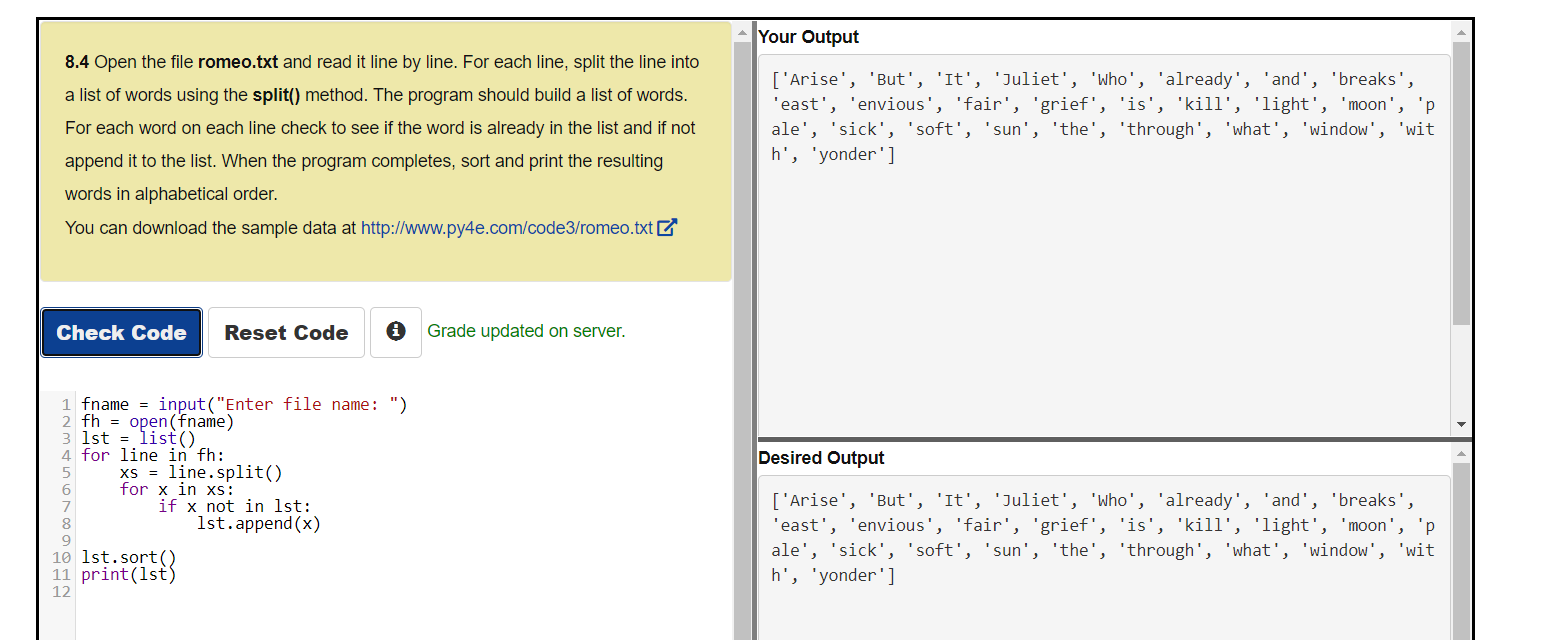 8.4 Open the file romeo.txt and read it line by line. For each line, split the line into
a list of words using the split() method. The program should build a list of words.
For each word on each line check to see if the word is already in the list and if not
append it to the list. When the program completes, sort and print the resulting
words in alphabetical order.
You can download the sample data at http://www.py4e.com/code3/romeo.txt
Check Code Reset Code Grade updated on server.
1 fname = input("Enter file name: ")
2 fh = open(fname)
3 lst = list()
4 for line in fh:
5     xs = line.split()
6     for x in xs:
7         if x not in lst:
8             lst.append(x)
9
10 lst.sort()
11 print(lst)
12
Your Output
['Arise', 'But', 'It', 'Juliet', 'Who', 'already', 'and', 'breaks',
'east', 'envious', 'fair', 'grief', 'is', 'kill', 'light', 'moon', 'p
ale', 'sick', 'soft', 'sun', 'the', 'through', 'what', 'window', 'wit
h', 'yonder']
Desired Output
['Arise', 'But', 'It', 'Juliet', 'Who', 'already', 'and', 'breaks',
'east', 'envious', 'fair', 'grief', 'is', 'kill', 'light', 'moon', 'p
ale', 'sick', 'soft', 'sun', 'the', 'through', 'what', 'window', 'wit
h', 'yonder']